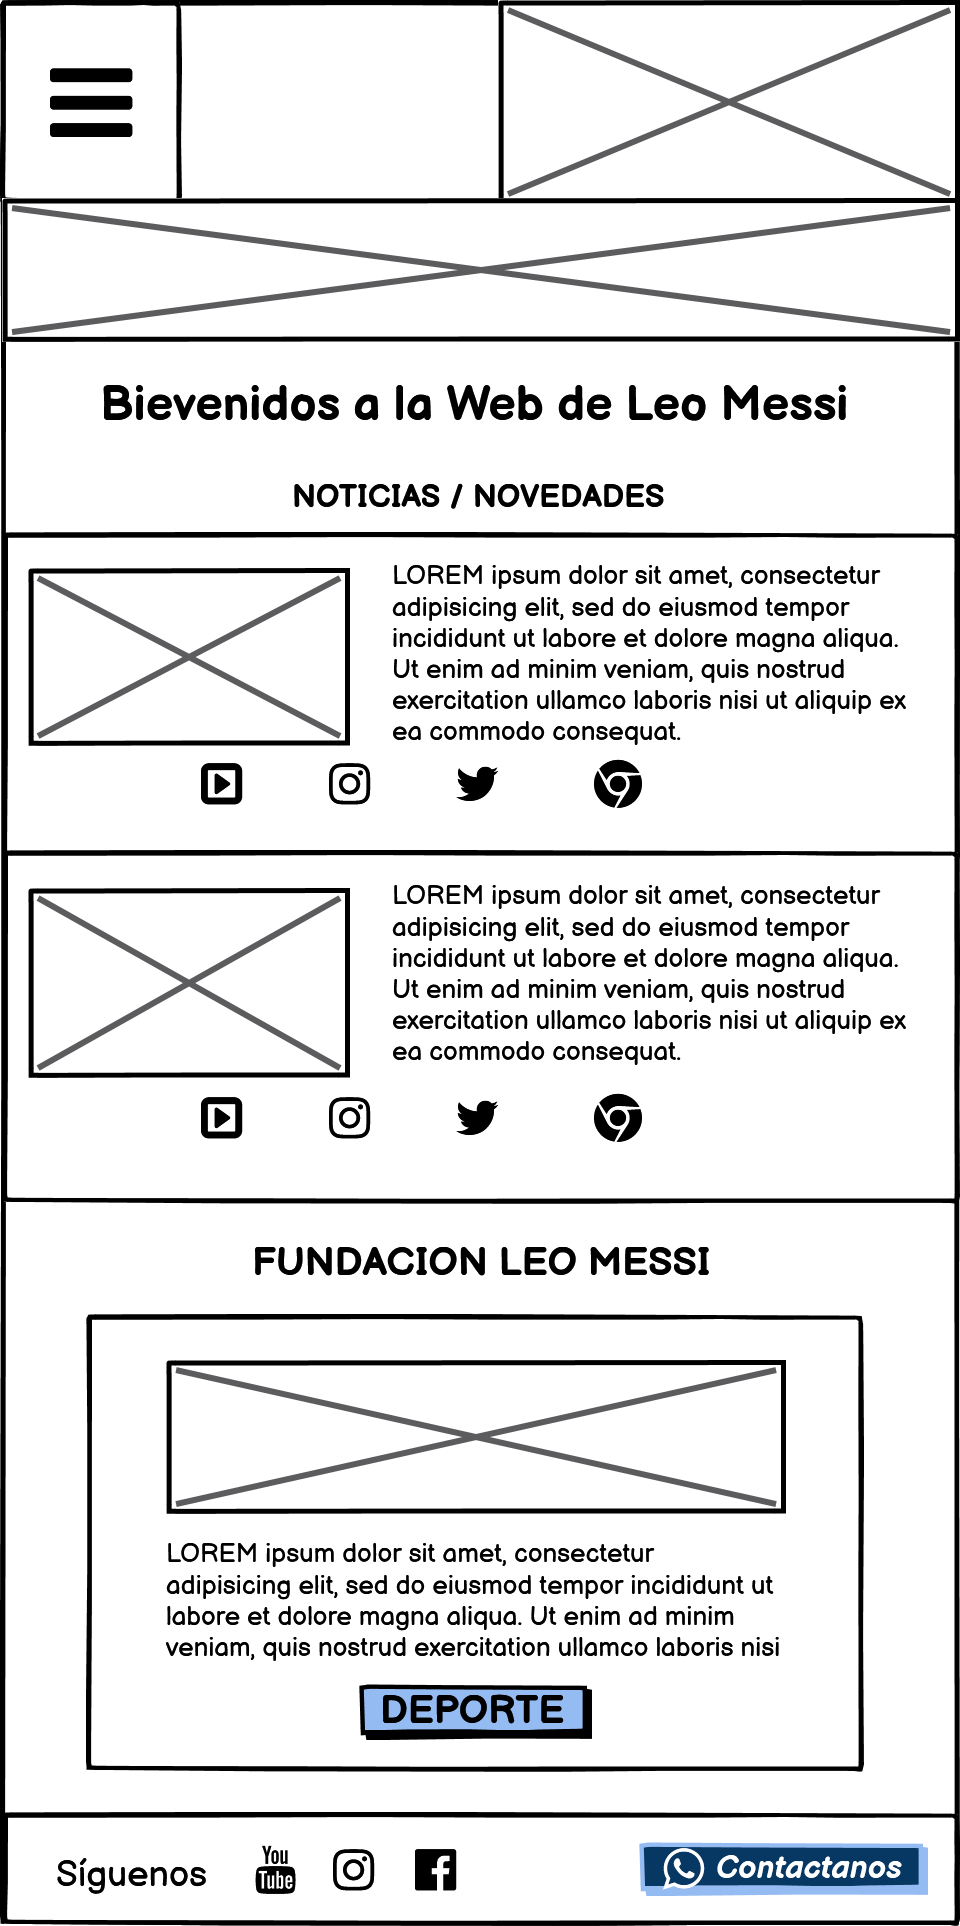 Bievenidos a la Web de Leo Messi
NOTICIAS / NOVEDADES
LOREM ipsum dolor sit amet, consectetur
adipisicing elit, sed do eiusmod tempor
incididunt ut labore et dolore magna aliqua.
Ut enim ad minim veniam, quis nostrud
exercitation ullamco laboris nisi ut aliquip ex
ea commodo consequat.
LOREM ipsum dolor sit amet, consectetur
adipisicing elit, sed do eiusmod tempor
incididunt ut labore et dolore magna aliqua.
Ut enim ad minim veniam, quis nostrud
exercitation ullamco laboris nisi ut aliquip ex
ea commodo consequat.
FUNDACION LEO MESSI
LOREM ipsum dolor sit amet, consectetur
adipisicing elit, sed do eiusmod tempor incididunt ut
labore et dolore magna aliqua. Ut enim ad minim
veniam, quis nostrud exercitation ullamco laboris nisi
DEPORTE
Síguenos
You
Tube
Contactanos